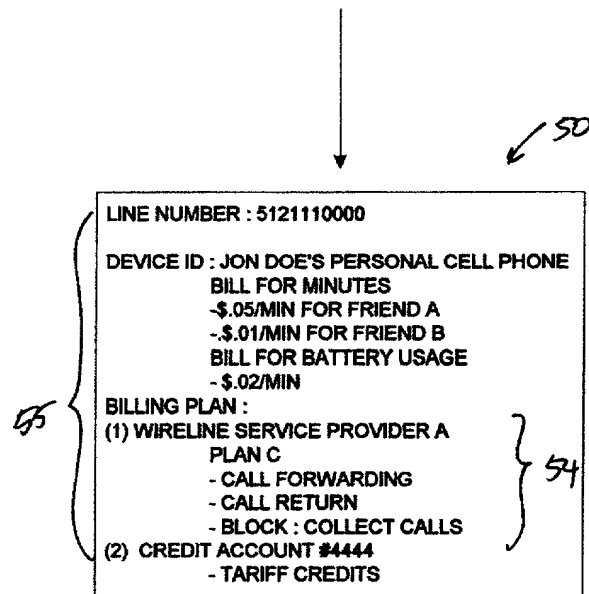 50
LINE NUMBER : 5121110000
DEVICE ID : JON DOE'S PERSONAL CELL PHONE
BILL FOR MINUTES
-$.05/MIN FOR FRIEND A
-.$.01/MIN FOR FRIEND B
BILL FOR BATTERY USAGE
- $.02/MIN
BILLING PLAN :
(1) WIRELINE SERVICE PROVIDER A
PLAN C
- CALL FORWARDING
- CALL RETURN
- BLOCK : COLLECT CALLS
(2) CREDIT ACCOUNT #4444
- TARIFF CREDITS
55
54